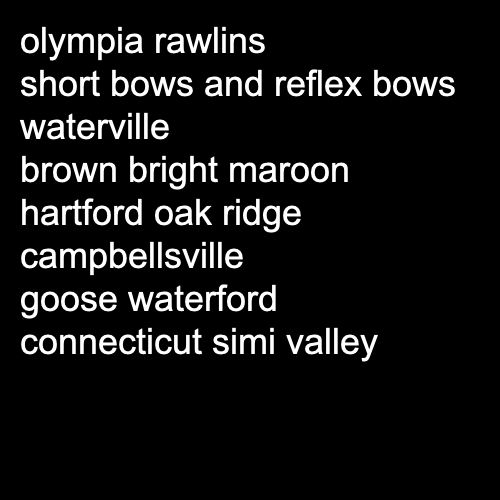 olympia rawlins
short bows and reflex bows
waterville
brown bright maroon
hartford oak ridge
campbellsville
goose waterford
connecticut simi valley